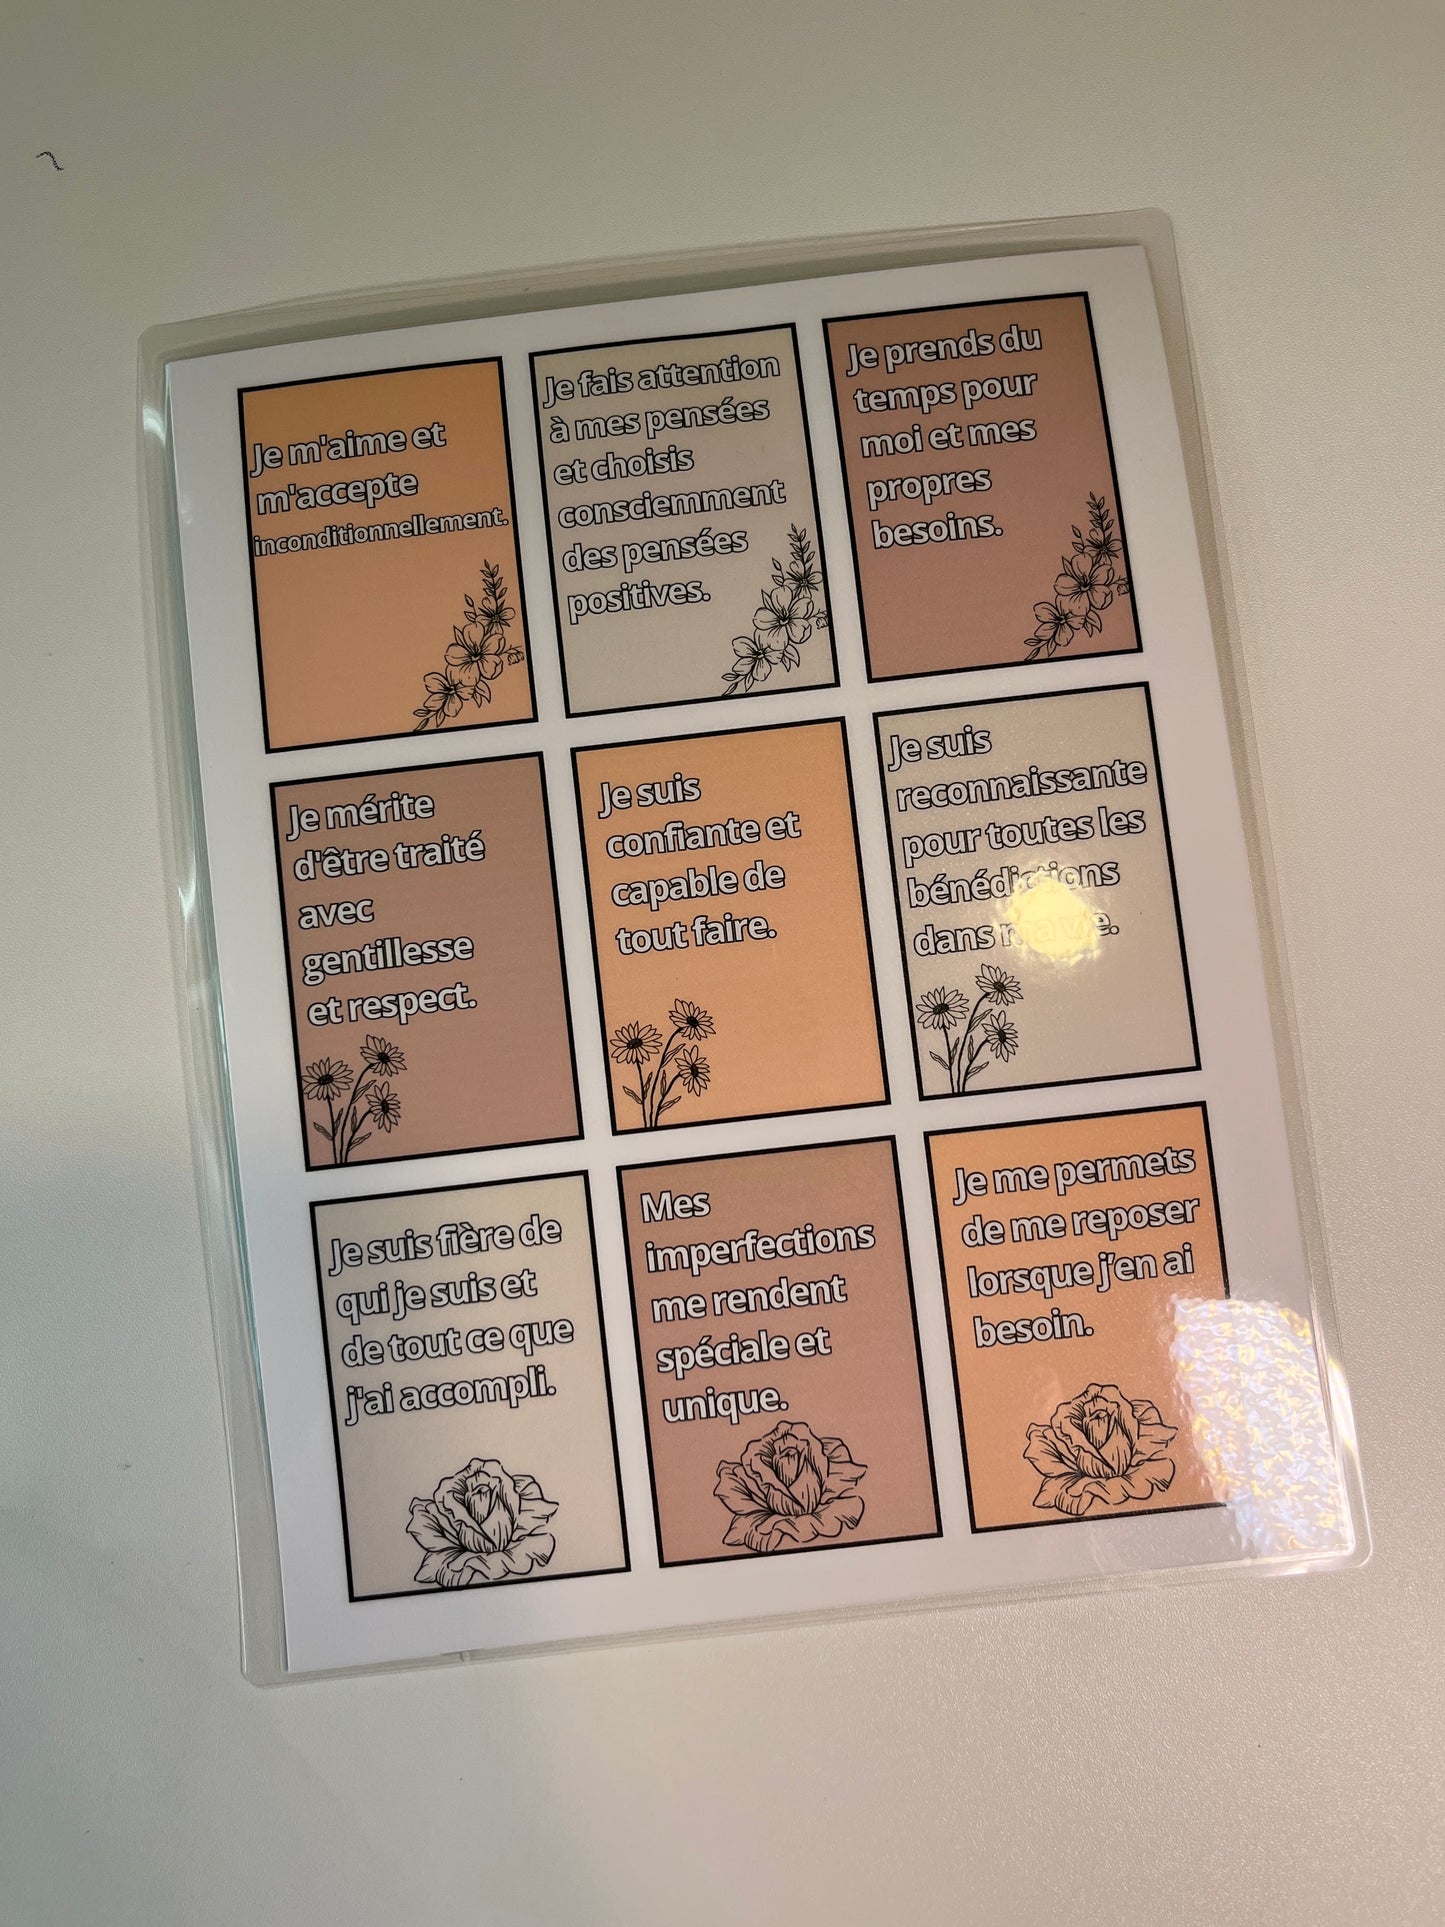 Je m'aime et
m'accepte
inconditionnellement.
Je fais attention
à mes pensées
et choisis
consciemment
des pensées
positives.
Je prends du
temps pour
moi et mes
propres
besoins.
Je mérite
d'être traité
avec
gentillesse
et respect.
Je suis
confiante et
capable de
tout faire.
Je suis
reconnaissante
pour toutes les
bénédictions
dans ma vie.
Je suis fière de
qui je suis et
de tout ce que
j'ai accompli.
Mes
imperfections
me rendent
spéciale et
unique.
Je me permets
de me reposer
lorsque j’en ai
besoin.